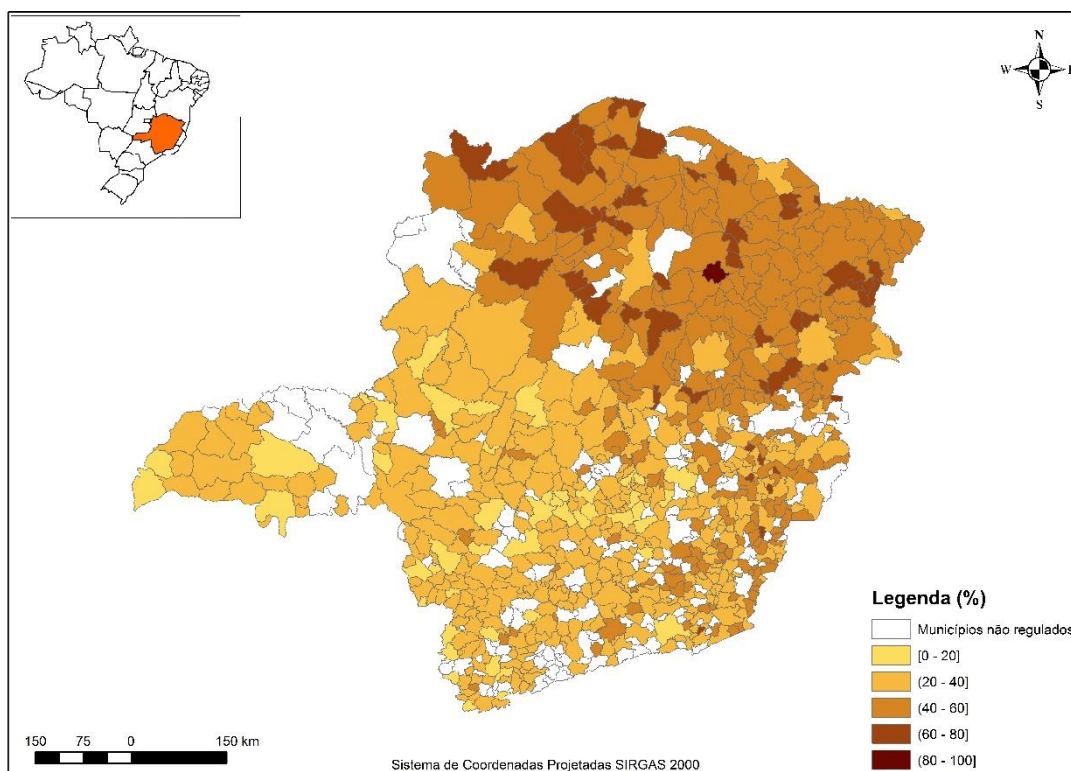 N
W
E
S
Legenda (%)
Municípios não regulados
[0 - 20]
(20 - 40]
(40 - 60]
(60 - 80]
(80 - 100]
150 75 0 150 km
Sistema de Coordenadas Projetadas SIRGAS 2000